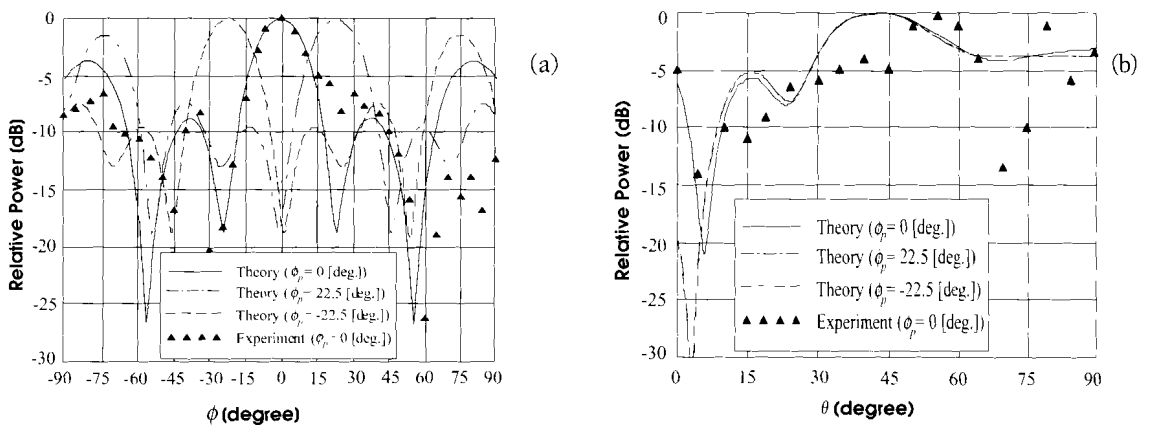 (a)
Relative Power (dB)
0
-5
-10
-15
-20
-25
-30
Theory (ϕp= 0 [deg.])
Theory (ϕp= 22.5 [deg.])
Theory (ϕp= -22.5 [deg.])
Experiment (ϕp= 0 [deg.])
-90 -75 -60 -45 -30 -15 0 15 30 45 60 75 90
ϕ (degree)
(b)
Relative Power (dB)
0
-5
-10
-15
-20
-25
-30
Theory (ϕp= 0 [deg.])
Theory (ϕp= 22.5 [deg.])
Theory (ϕp= -22.5 [deg.])
Experiment (ϕp= 0 [deg.])
0 15 30 45 60 75 90
θ (degree)